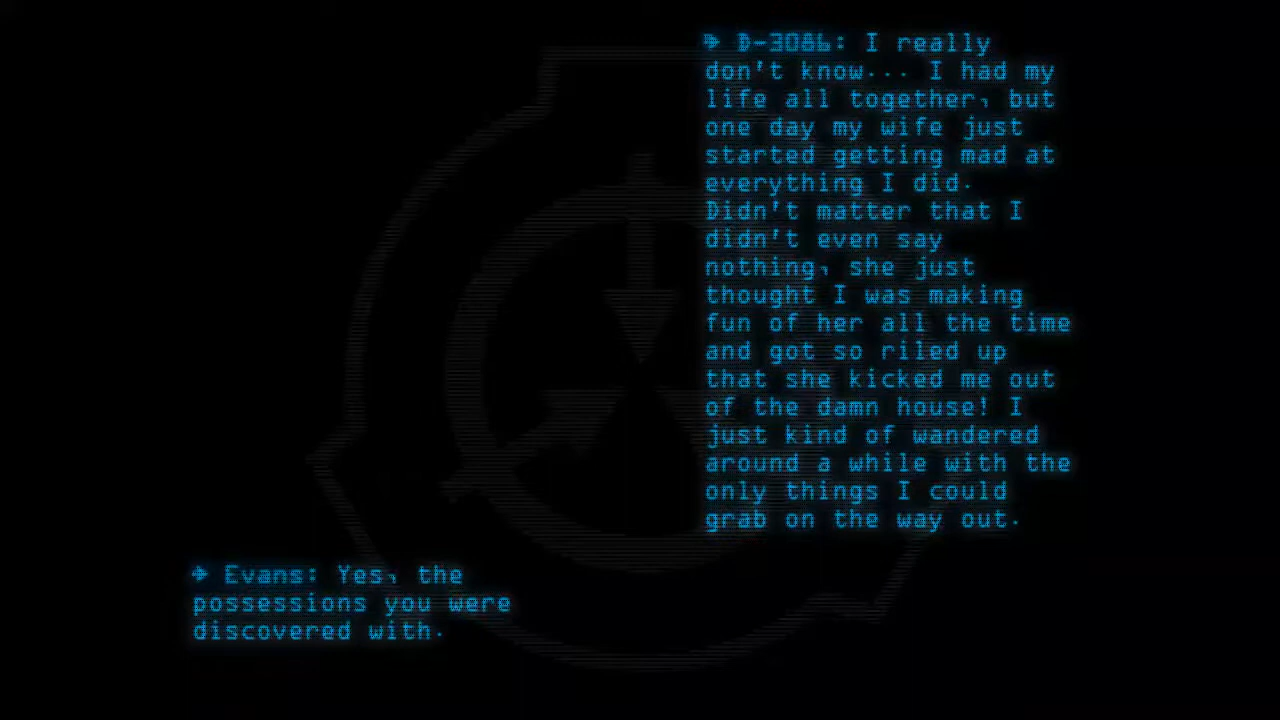 ➔ D-3086: I really
don't know... I had my
life all together, but
one day my wife just
started getting mad at
everything I did.
Didn't matter that I
didn't even say
nothing, she just
thought I was making
fun of her all the time
and got so riled up
that she kicked me out
of the damn house! I
just kind of wandered
around a while with the
only things I could
grab on the way out.
➔ Evans: Yes, the
possessions you were
discovered with.